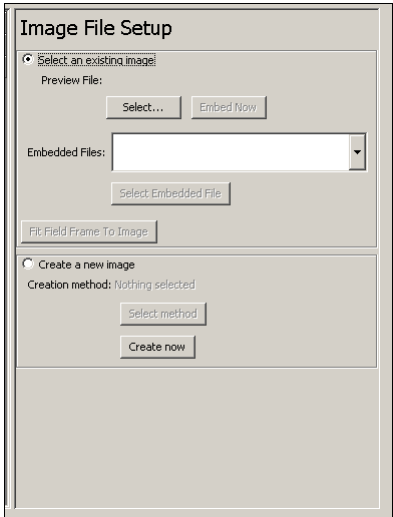 Image File Setup
Select an existing image
Preview File:
Select... Embed Now
Embedded Files:
Select Embedded File
Fit Field Frame To Image
Create a new image
Creation method: Nothing selected
Select method
Create now